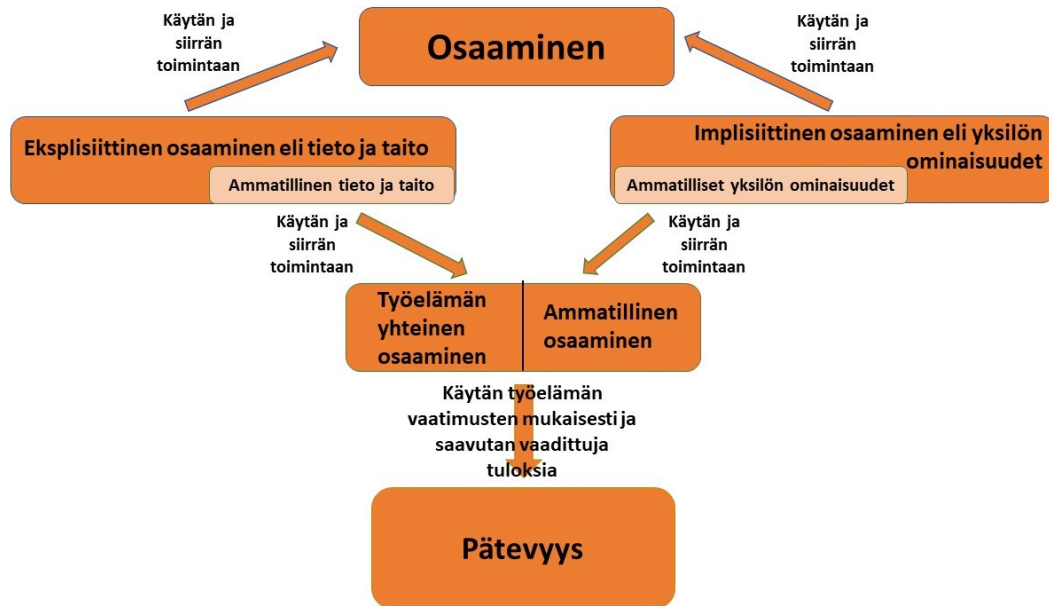 Käytän ja
siirrän
toimintaan
Osaaminen
Käytän ja
siirrän
toimintaan
Eksplisiittinen osaaminen eli tieto ja taito
Ammatillinen tieto ja taito
Implisiittinen osaaminen eli yksilön
ominaisuudet
Ammatilliset yksilön ominaisuudet
Käytän ja
siirrän
toimintaan
Käytän ja
siirrän
toimintaan
Työelämän
yhteinen
osaaminen
Ammatillinen
osaaminen
Käytän työelämän
vaatimusten mukaisesti ja
saavutan vaadittuja
tuloksia
Pätevyys